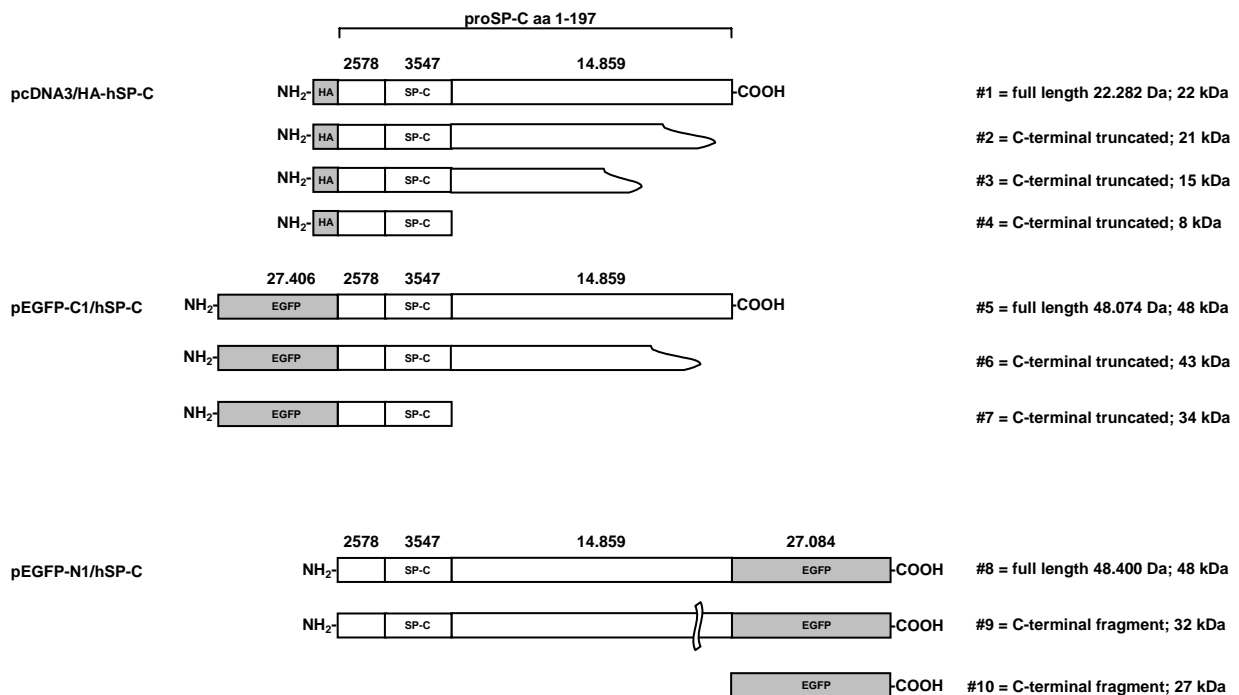 proSP-C aa 1-197
2578 3547 14.859
pcDNA3/HA-hSP-C NH2- HA SP-C -COOH #1 = full length 22.282 Da; 22 kDa
NH2- HA SP-C #2 = C-terminal truncated; 21 kDa
NH2- HA SP-C #3 = C-terminal truncated; 15 kDa
NH2- HA SP-C #4 = C-terminal truncated; 8 kDa
27.406 2578 3547 14.859
pEGFP-C1/hSP-C NH2- EGFP SP-C -COOH #5 = full length 48.074 Da; 48 kDa
NH2- EGFP SP-C #6 = C-terminal truncated; 43 kDa
NH2- EGFP SP-C #7 = C-terminal truncated; 34 kDa
2578 3547 14.859 27.084
pEGFP-N1/hSP-C NH2- SP-C EGFP -COOH #8 = full length 48.400 Da; 48 kDa
NH2- SP-C EGFP -COOH #9 = C-terminal fragment; 32 kDa
EGFP -COOH #10 = C-terminal fragment; 27 kDa